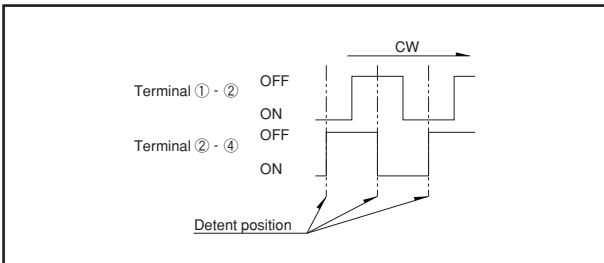 CW
Terminal ① - ② OFF
ON
Terminal ② - ④ OFF
ON
Detent position